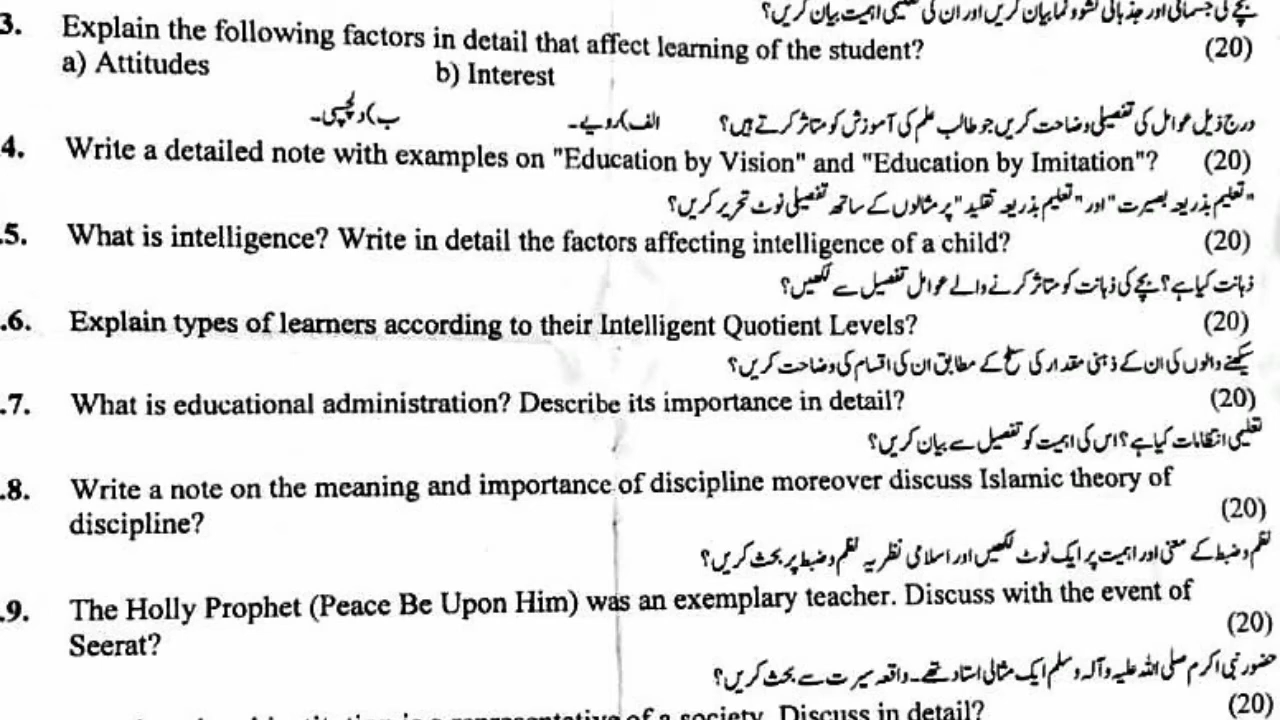 بچے کی جسمانی اور جذباتی نشوونما بیان کریں اور ان کی تعلیمی اہمیت بیان کریں؟
3. Explain the following factors in detail that affect learning of the student? (20)
a) Attitudes b) Interest
درج ذیل عوامل کی تفصیلی وضاحت کریں جو طالب علم کی آموزش کو متاثر کرتے ہیں؟ الف) رویے۔ ب) دلچسپی۔
4. Write a detailed note with examples on "Education by Vision" and "Education by Imitation"? (20)
"تعلیم بذریعہ بصیرت" اور "تعلیم بذریعہ تقلید" پر مثالوں کے ساتھ تفصیلی نوٹ تحریر کریں؟
.5. What is intelligence? Write in detail the factors affecting intelligence of a child? (20)
ذہانت کیا ہے؟ بچے کی ذہانت کو متاثر کرنے والے عوامل تفصیل سے لکھیں؟
.6. Explain types of learners according to their Intelligent Quotient Levels? (20)
سیکھنے والوں کی ان کے ذہنی مقدار کی سطح کے مطابق ان کی اقسام کی وضاحت کریں؟
.7. What is educational administration? Describe its importance in detail? (20)
تعلیمی انتظامات کیا ہے؟ اس کی اہمیت کو تفصیل سے بیان کریں؟
.8. Write a note on the meaning and importance of discipline moreover discuss Islamic theory of
discipline? (20)
نظم و ضبط کے معنی اور اہمیت پر ایک نوٹ لکھیں اور اسلامی نظریہ نظم و ضبط پر بحث کریں؟
.9. The Holly Prophet (Peace Be Upon Him) was an exemplary teacher. Discuss with the event of
Seerat? (20)
حضور نبی اکرم صلی اللہ علیہ وآلہ وسلم ایک مثالی استاد تھے۔ واقعہ سیرت سے بحث کریں؟
is a representative of a society. Discuss in detail? (20)